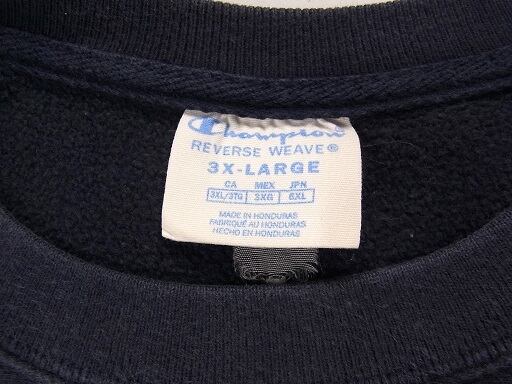 Champion
REVERSE WEAVE®
3X-LARGE
CA MEX JPN
3XL/3TG 3XG 6XL
MADE IN HONDURAS
FABRIQUÉ AU HONDURAS
HECHO EN HONDURAS